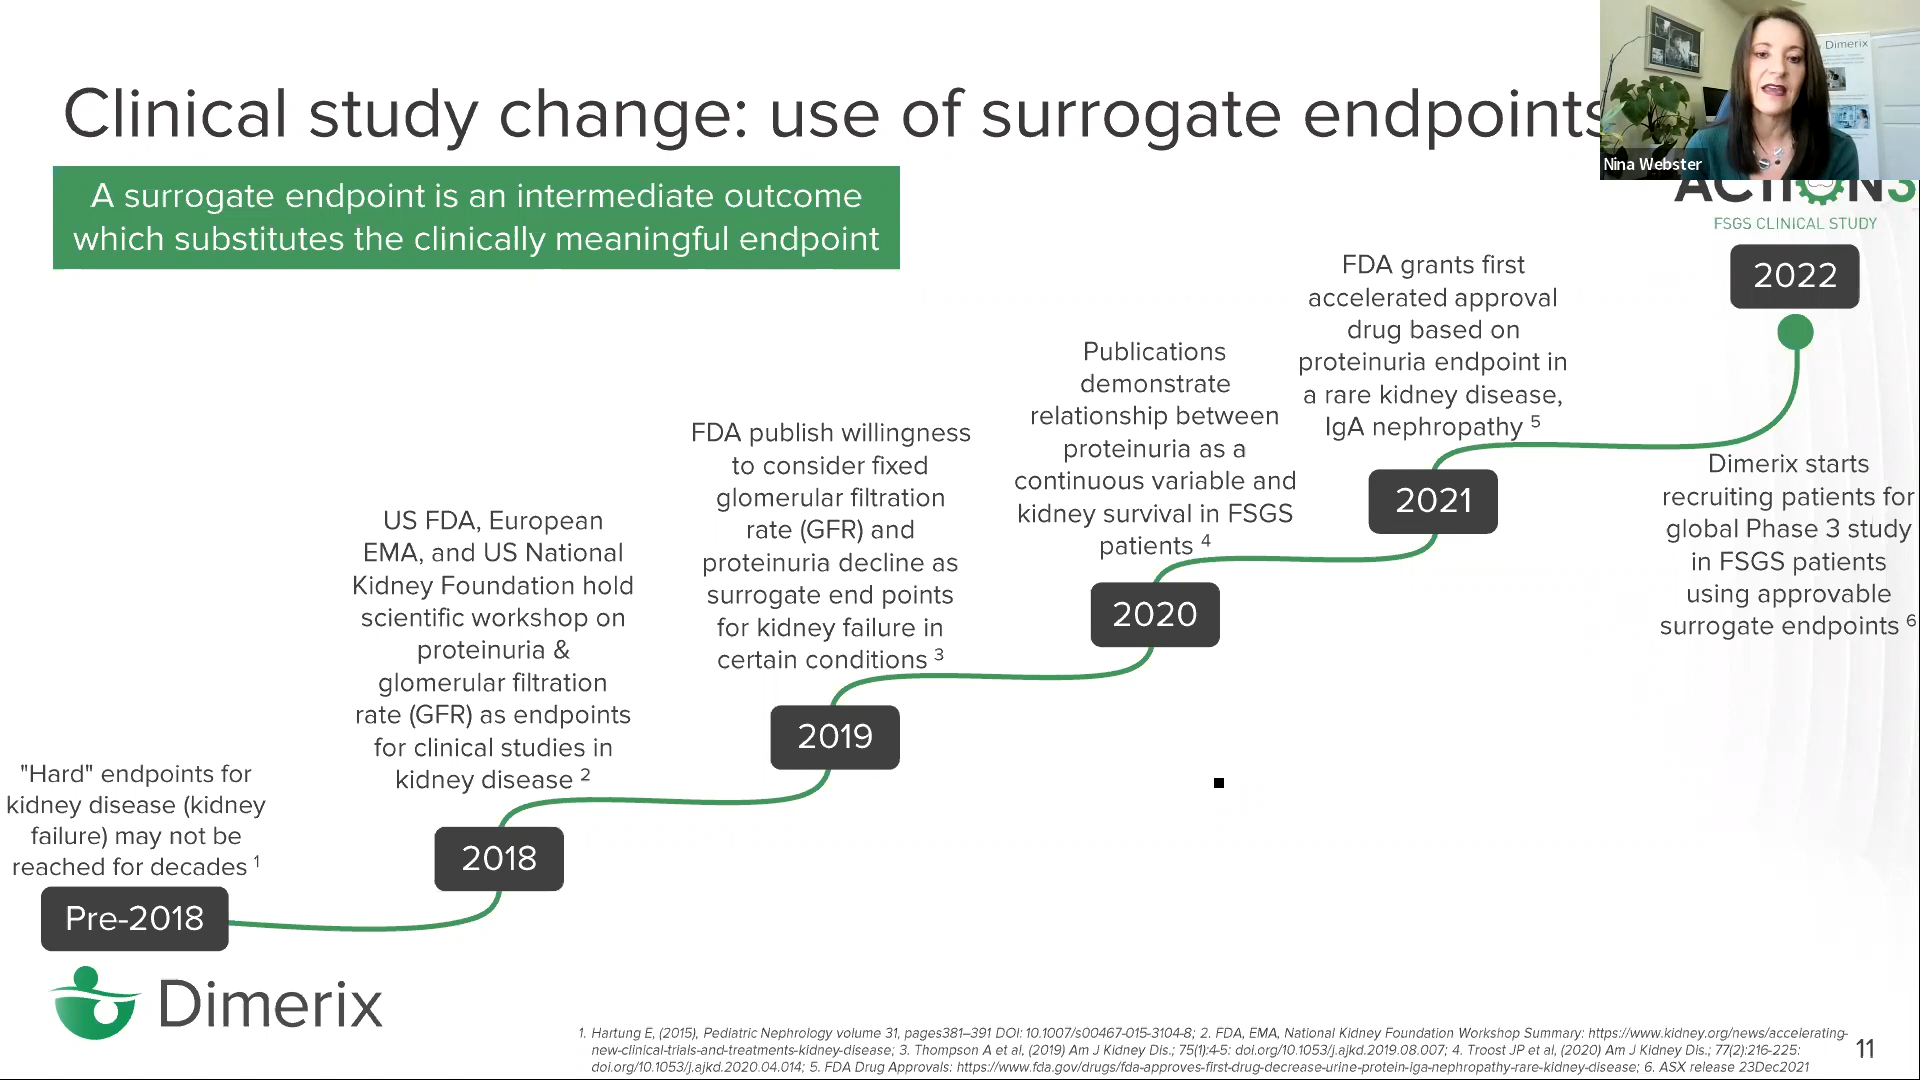 Clinical study change: use of surrogate endpoints
Dimerix
Nina Webster
A surrogate endpoint is an intermediate outcome
which substitutes the clinically meaningful endpoint
ACTION3
FSGS CLINICAL STUDY
2022
Dimerix starts
recruiting patients for
global Phase 3 study
in FSGS patients
using approvable
surrogate endpoints 6
FDA grants first
accelerated approval
drug based on
proteinuria endpoint in
a rare kidney disease,
IgA nephropathy 5
2021
Publications
demonstrate
relationship between
proteinuria as a
continuous variable and
kidney survival in FSGS
patients 4
2020
FDA publish willingness
to consider fixed
glomerular filtration
rate (GFR) and
proteinuria decline as
surrogate end points
for kidney failure in
certain conditions 3
2019
US FDA, European
EMA, and US National
Kidney Foundation hold
scientific workshop on
proteinuria &
glomerular filtration
rate (GFR) as endpoints
for clinical studies in
kidney disease 2
2018
"Hard" endpoints for
kidney disease (kidney
failure) may not be
reached for decades 1
Pre-2018
Dimerix
1. Hartung E, (2015), Pediatric Nephrology volume 31, pages381–391 DOI: 10.1007/s00467-015-3104-8; 2. FDA, EMA, National Kidney Foundation Workshop Summary: https://www.kidney.org/news/accelerating-
new-clinical-trials-and-treatments-kidney-disease; 3. Thompson A et al, (2019) Am J Kidney Dis.; 75(1):4-5: doi.org/10.1053/j.ajkd.2019.08.007; 4. Troost JP et al, (2020) Am J Kidney Dis.; 77(2):216-225:
doi.org/10.1053/j.ajkd.2020.04.014; 5. FDA Drug Approvals: https://www.fda.gov/drugs/fda-approves-first-drug-decrease-urine-protein-iga-nephropathy-rare-kidney-disease; 6. ASX release 23Dec2021
11